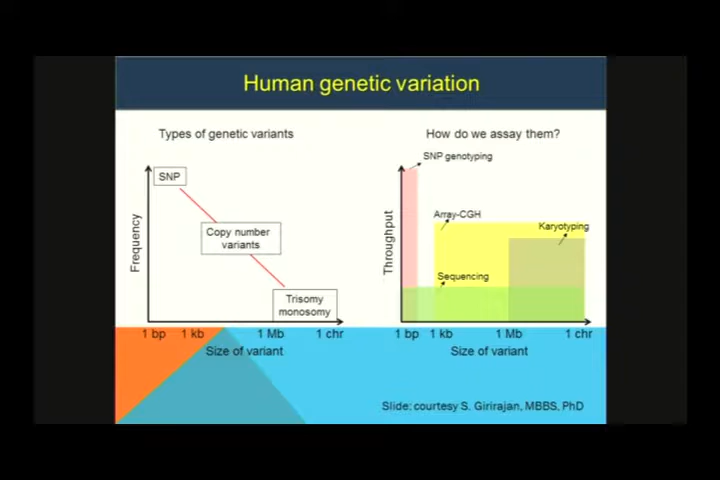 Human genetic variation
Types of genetic variants
SNP
Copy number
variants
Trisomy
monosomy
Frequency
1 bp 1 kb 1 Mb 1 chr
Size of variant
How do we assay them?
SNP genotyping
Array-CGH
Karyotyping
Sequencing
Throughput
1 bp 1 kb 1 Mb 1 chr
Size of variant
Slide: courtesy S. Girirajan, MBBS, PhD